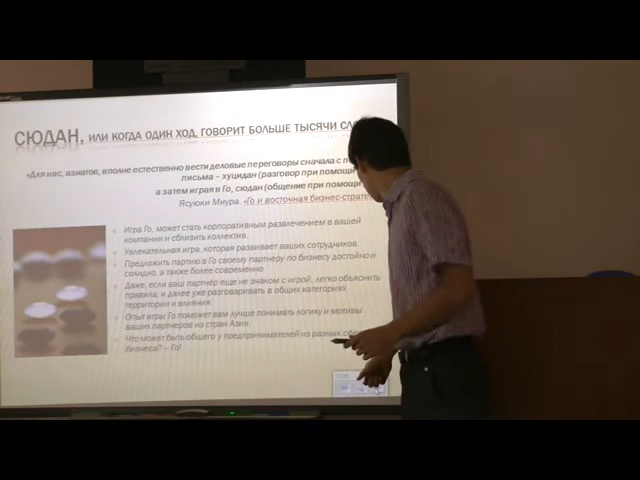 СЮДАН, ИЛИ КОГДА ОДИН ХОД, ГОВОРИТ БОЛЬШЕ ТЫСЯЧИ
«Для нас, азиатов, вполне естественно вести деловые переговоры сначала с
письма – хуцидан (разговор при помощи
а затем играя в Го, сюдан (общение при помощи
Ясуюки Миура. «Го и восточная
Игра Го, может стать корпоративным развлечением в вашей
компании и сблизить коллектив.
Увлекательная игра, которая развивает ваших сотрудников.
Предложить партию в Го своему партнеру по бизнесу достойно и
солидно, а также более современно.
Даже, если ваш партнёр еще не знаком с игрой, легко объяснить
правила, и далее уже разговаривать в общих категориях
территории и влияния.
Опыт игры Го поможет вам лучше понимать логику и мотивы
ваших партнеров из стран Азии.
Что может быть общего у предпринимателей из разных
бизнеса? – Го!